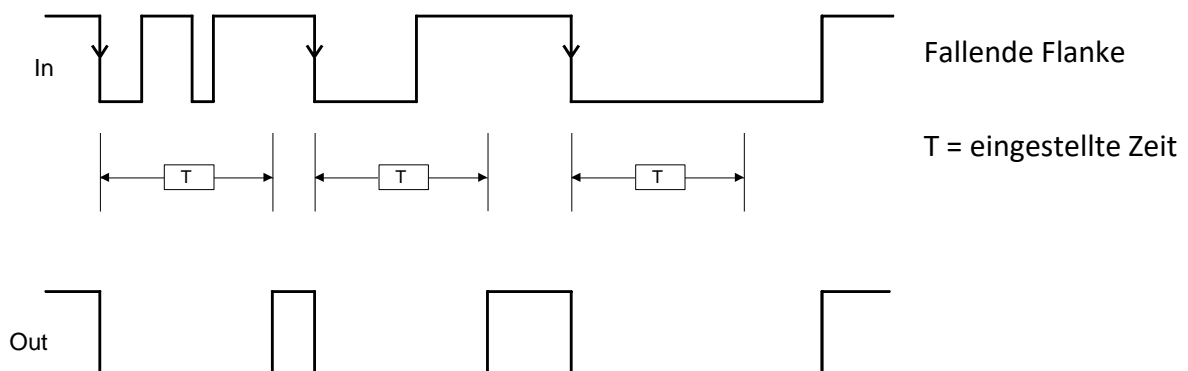 Fallende Flanke
In
T = eingestellte Zeit
T
T
T
Out